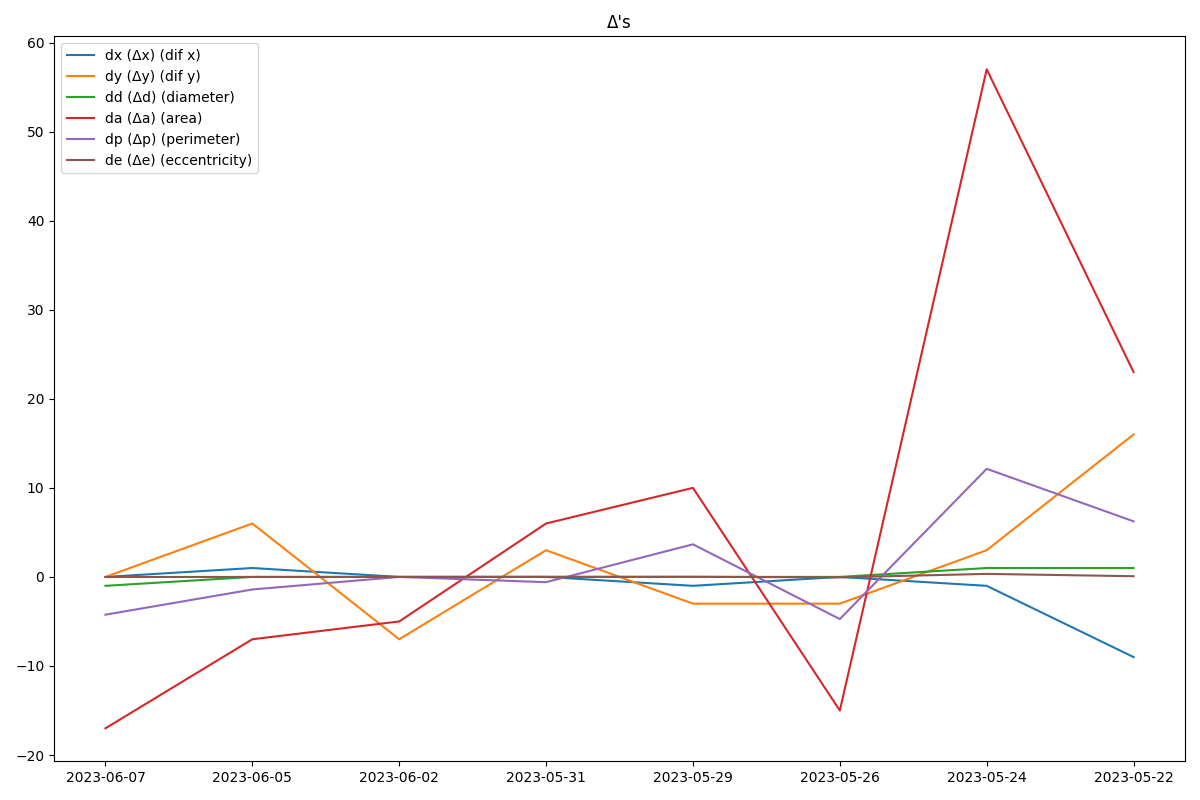 Δ's
dx (Δx) (dif x)
dy (Δy) (dif y)
dd (Δd) (diameter)
da (Δa) (area)
dp (Δp) (perimeter)
de (Δe) (eccentricity)
60
50
40
30
20
10
0
−10
−20
2023-06-07 2023-06-05 2023-06-02 2023-05-31 2023-05-29 2023-05-26 2023-05-24 2023-05-22